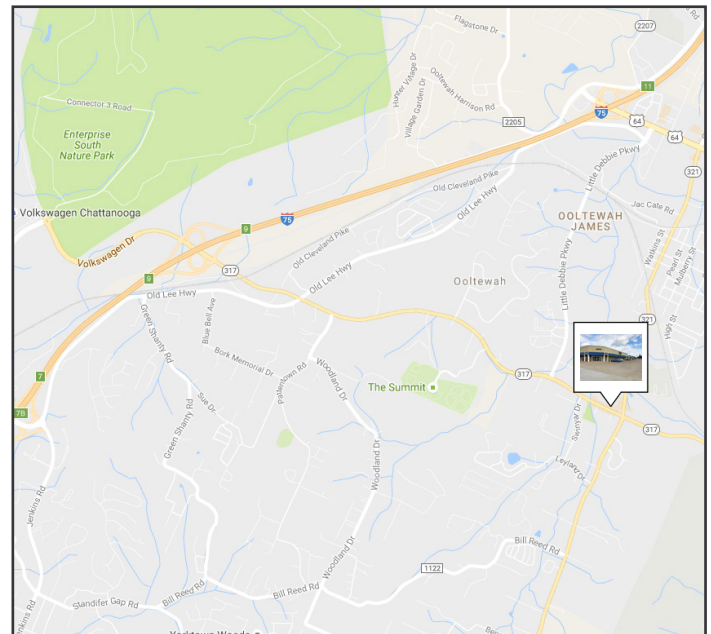 Flagstone Dr
2207
Rd
Hunter Village Dr
Village Garden Dr
Ooltewah Harrison Rd
11
75
2205
64
64
Connector 3 Road
Enterprise
South
Nature Park
Little Debbie Pkwy
321
Old Cleveland Pike
Old Lee Hwy
Jac Cate Rd
Volkswagen Chattanooga
75
9
OOLTEWAH
JAMES
Watkins St
Pearl St
Mulberry St
Volkswagen Dr
Old Cleveland Pike
317
9
Old Lee Hwy
Ooltewah
Little Debbie Pkwy
Old Lee Hwy
Blue Bell Ave
321
High St
Green Shanty Rd
Bork Memorial Dr
Pattentown Rd
Woodland Dr
317
7
The Summit
Sue Dr
7B
Green Shanty Rd
Swinyar Dr
317
Woodland Dr
Leyland Dr
Jenkins Rd
Bill Reed Rd
Woodland Dr
1122
Bill Reed Rd
Bill Reed Rd
Standifer Gap Rd
Jenkins Rd